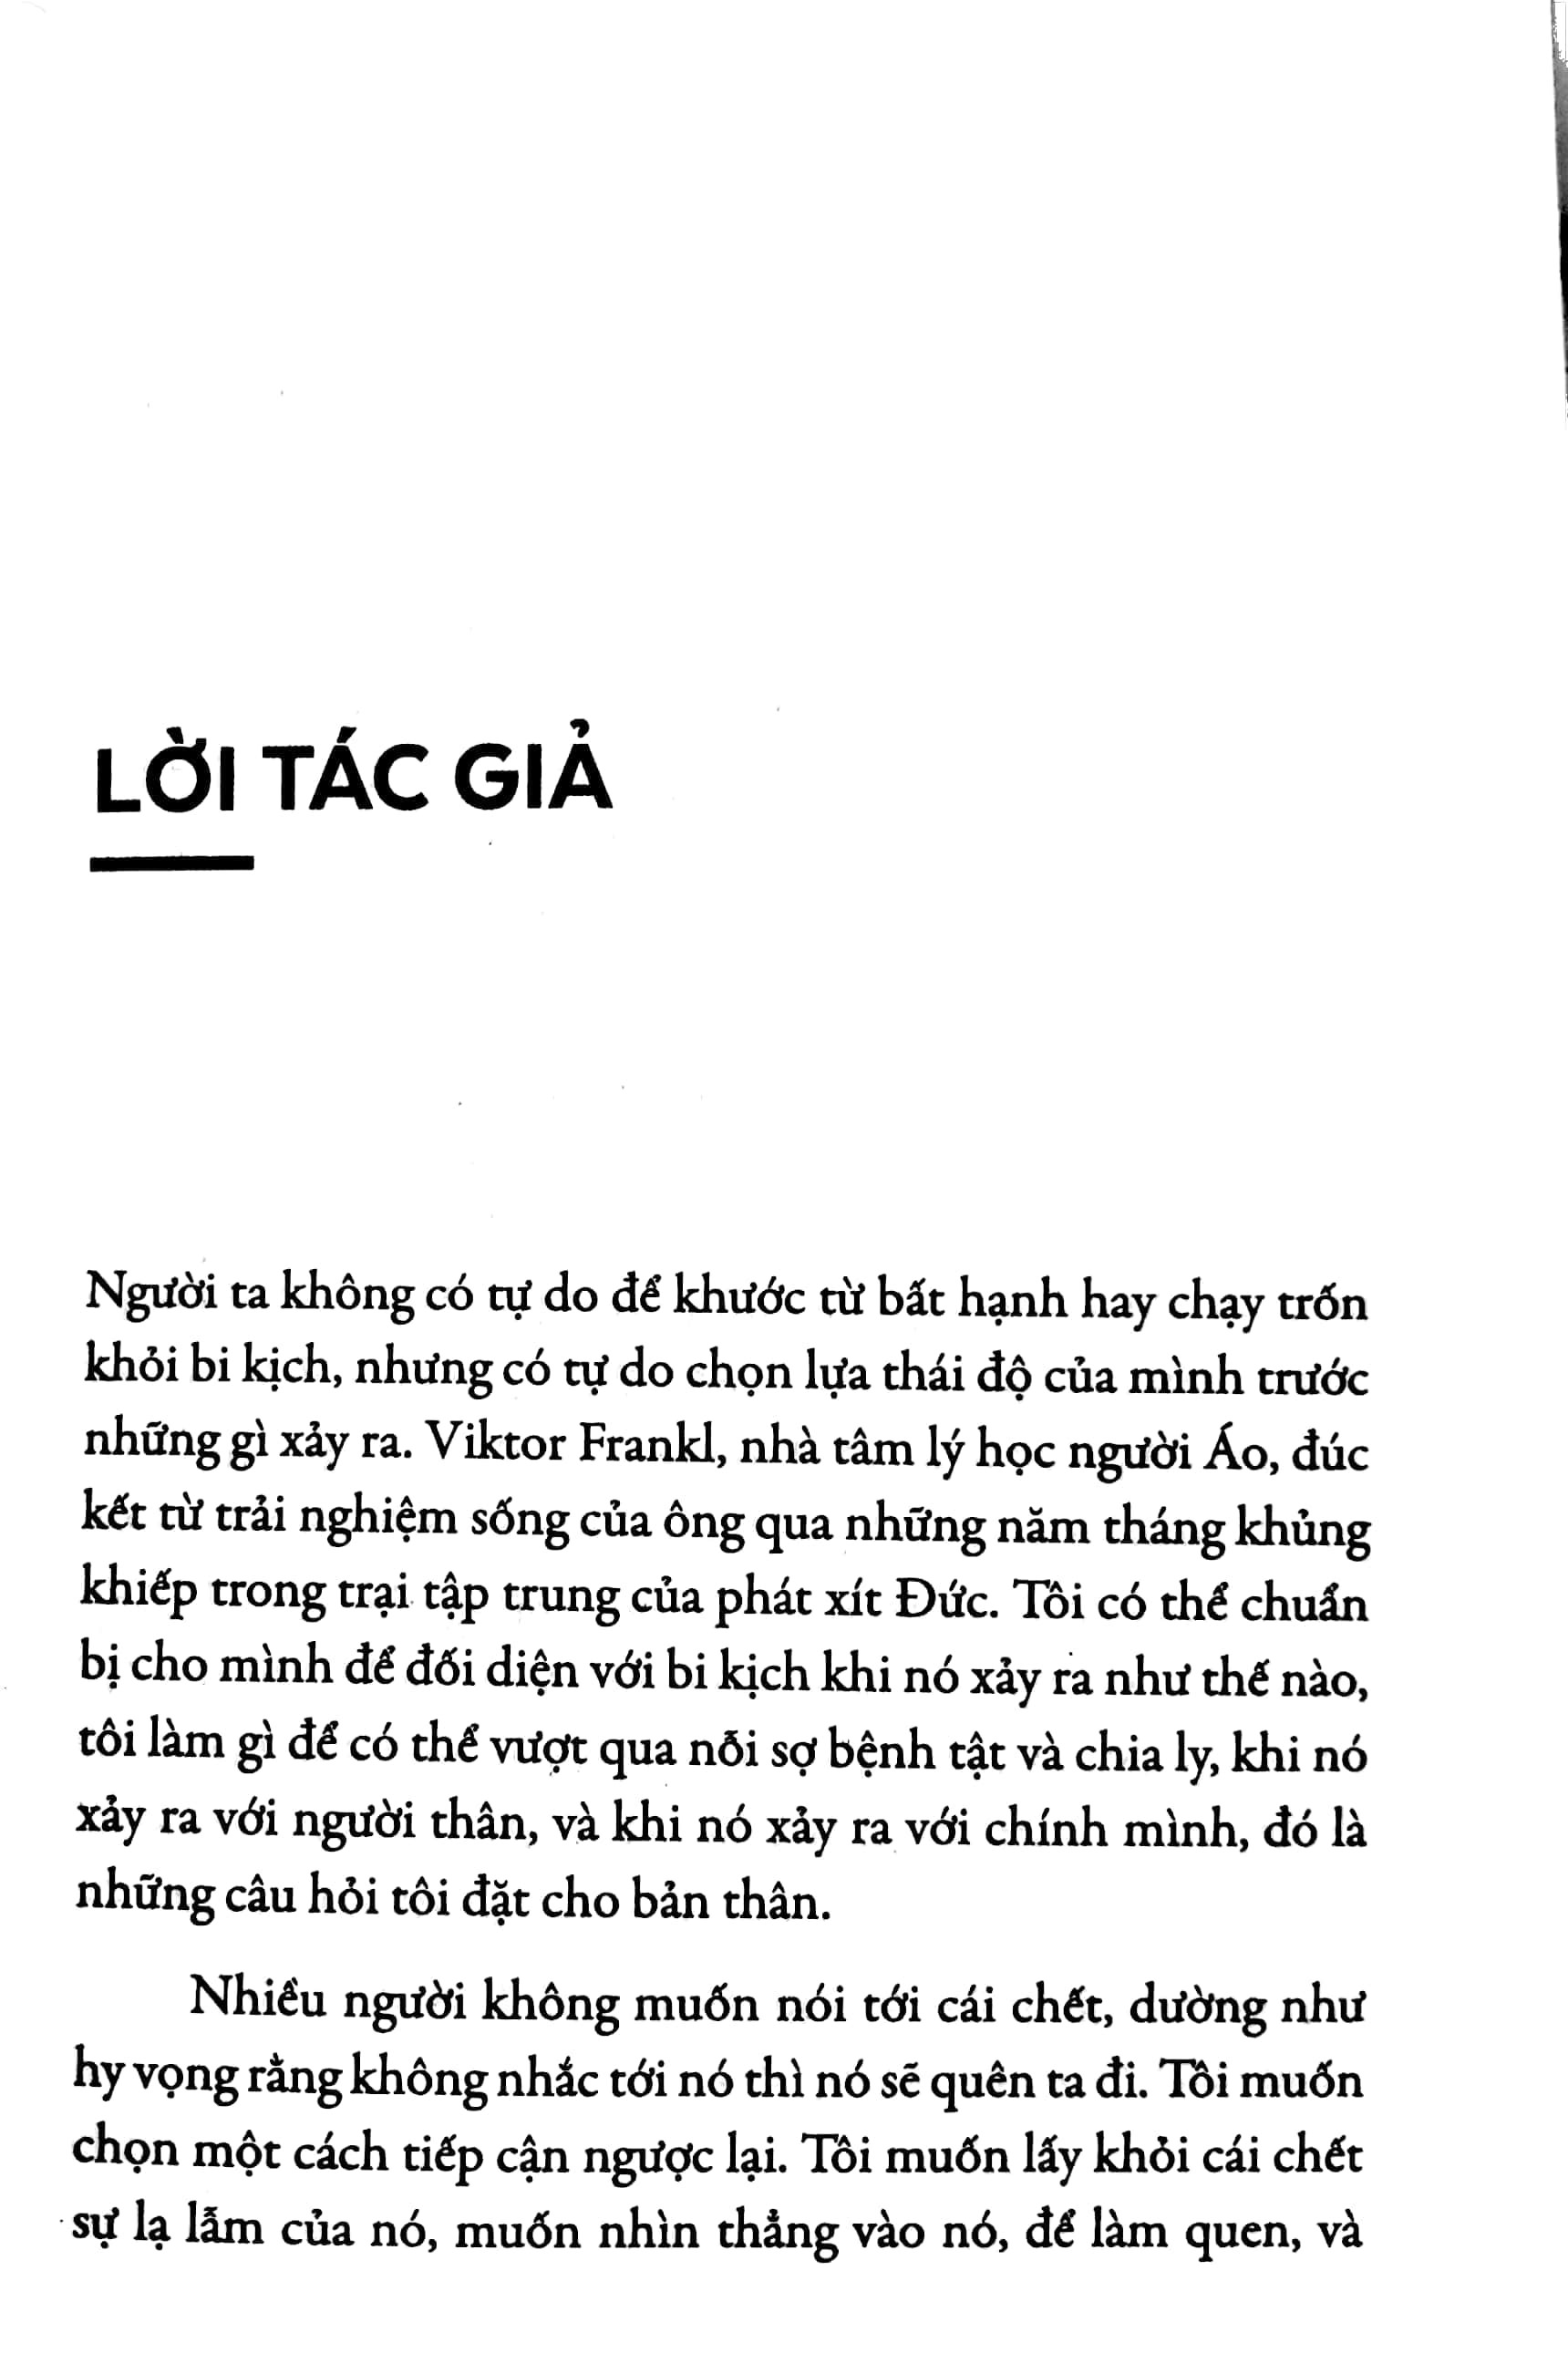 LỜI TÁC GIẢ
Người ta không có tự do để khước từ bất hạnh hay chạy trốn
khỏi bi kịch, nhưng có tự do chọn lựa thái độ của mình trước
những gì xảy ra. Viktor Frankl, nhà tâm lý học người Áo, đúc
kết từ trải nghiệm sống của ông qua những năm tháng khủng
khiếp trong trại tập trung của phát xít Đức. Tôi có thể chuẩn
bị cho mình để đối diện với bi kịch khi nó xảy ra như thế nào,
tôi làm gì để có thể vượt qua nỗi sợ bệnh tật và chia ly, khi nó
xảy ra với người thân, và khi nó xảy ra với chính mình, đó là
những câu hỏi tôi đặt cho bản thân.
Nhiều người không muốn nói tới cái chết, dường như
hy vọng rằng không nhắc tới nó thì nó sẽ quên ta đi. Tôi muốn
chọn một cách tiếp cận ngược lại. Tôi muốn lấy khỏi cái chết
sự lạ lẫm của nó, muốn nhìn thẳng vào nó, để làm quen, và